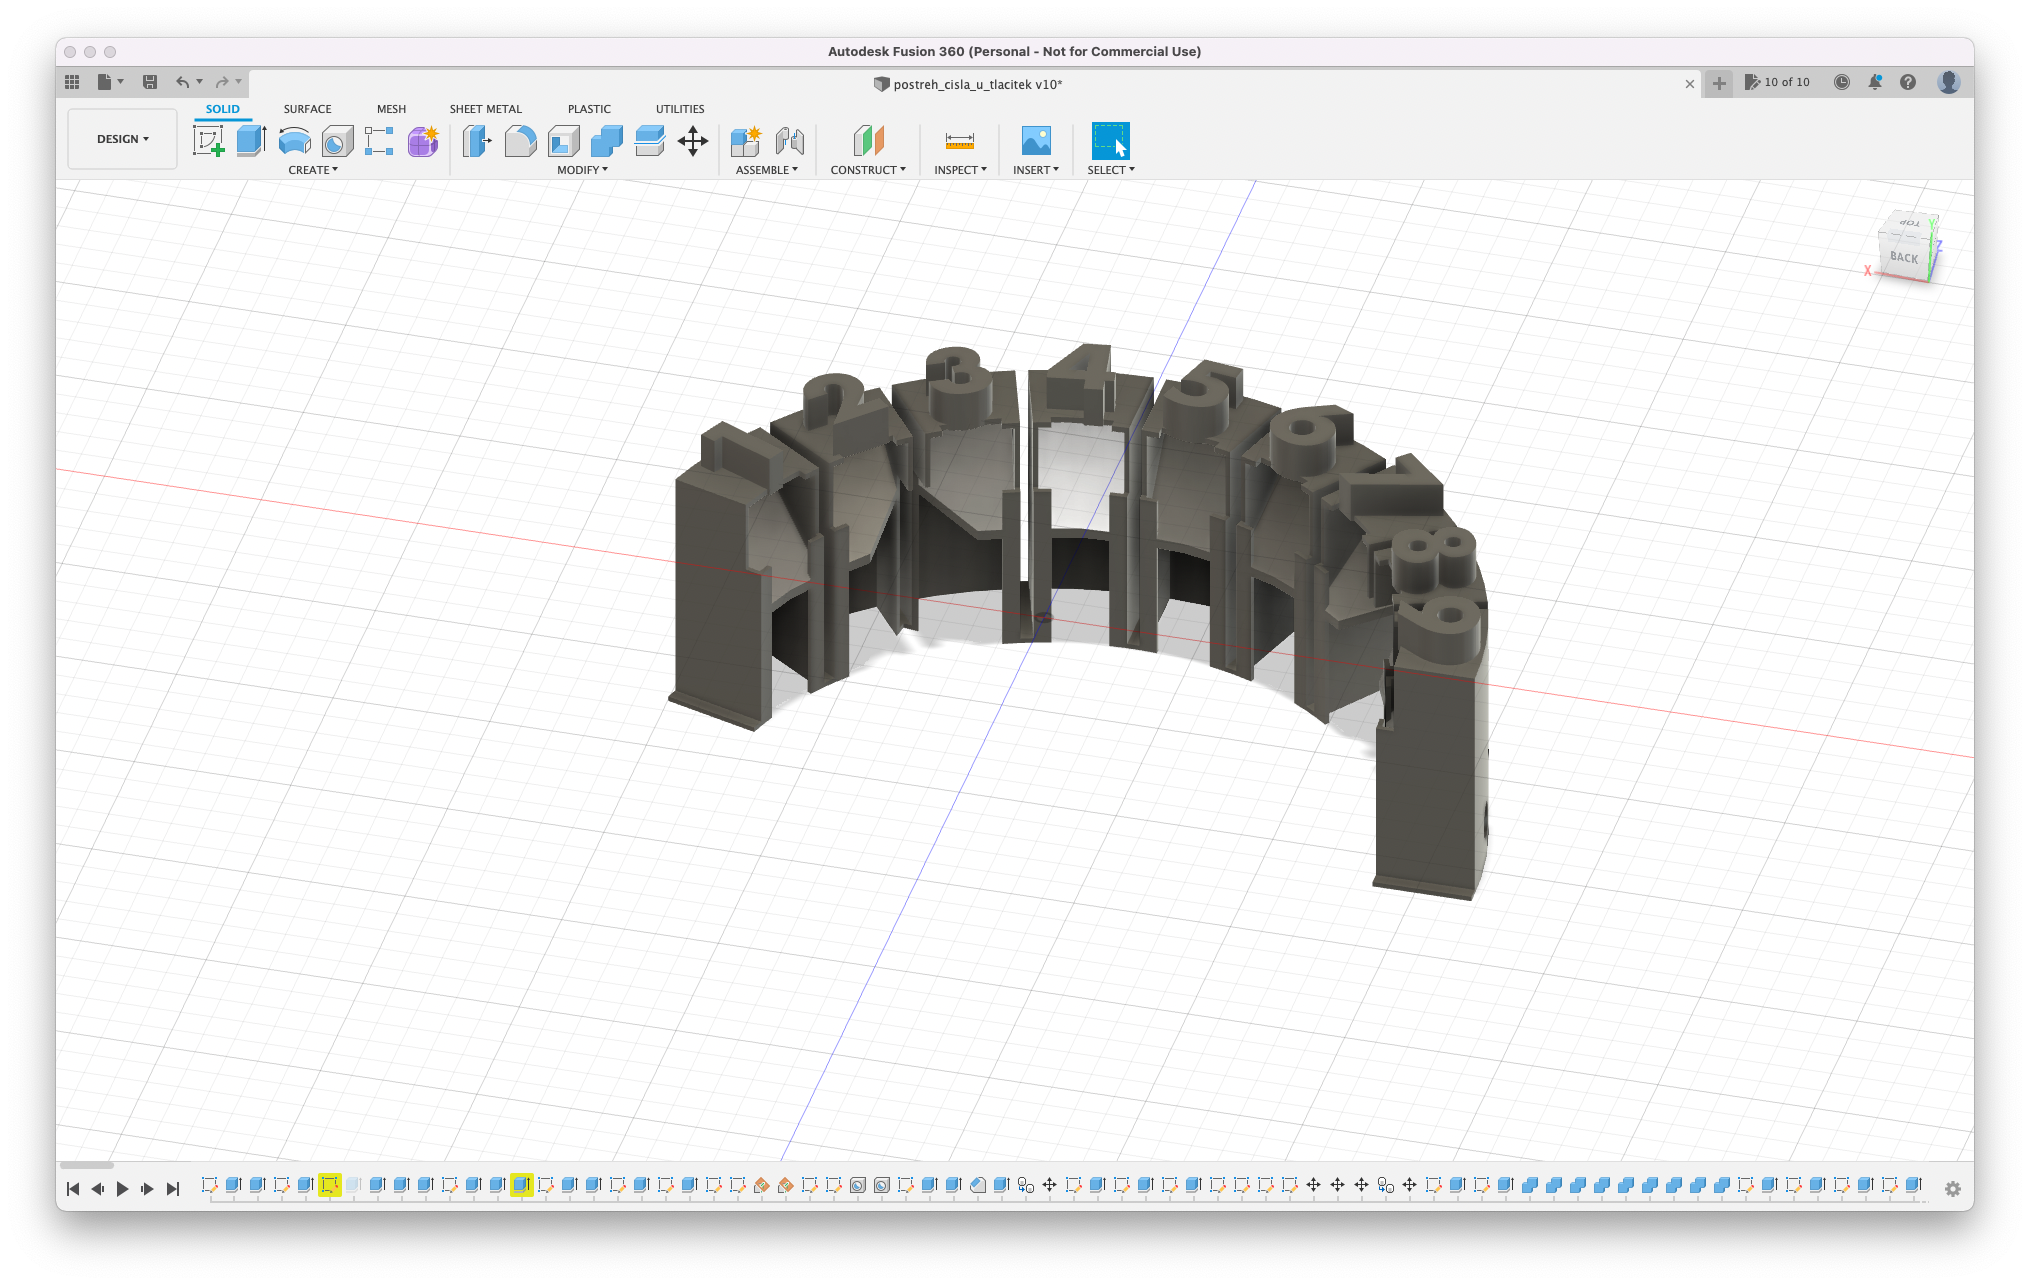 Autodesk Fusion 360 (Personal - Not for Commercial Use)
postreh_cisla_u_tlacitek v10*
10 of 10
DESIGN
SOLID
SURFACE
MESH
SHEET METAL
PLASTIC
UTILITIES
CREATE
MODIFY
ASSEMBLE
CONSTRUCT
INSPECT
INSERT
SELECT
TOP
Y
Z
BACK
X
1
2
3
4
5
6
7
8
9